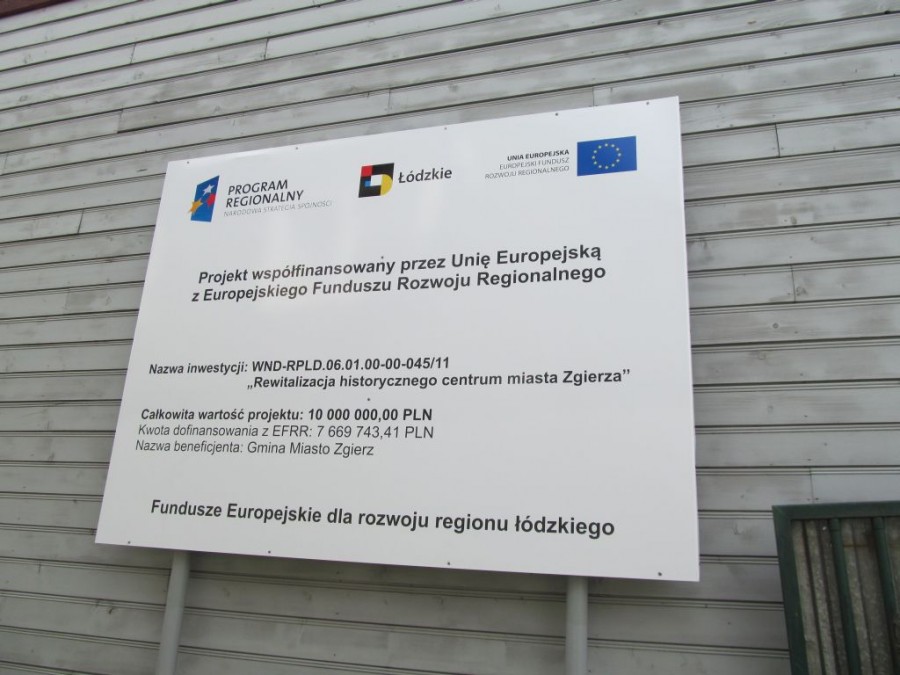 PROGRAM
REGIONALNY
NARODOWA STRATEGIA SPÓJNOŚCI
Łódzkie
UNIA EUROPEJSKA
EUROPEJSKI FUNDUSZ
ROZWOJU REGIONALNEGO
Projekt współfinansowany przez Unię Europejską
z Europejskiego Funduszu Rozwoju Regionalnego
Nazwa inwestycji: WND-RPLD.06.01.00-00-045/11
„Rewitalizacja historycznego centrum miasta Zgierza”
Całkowita wartość projektu: 10 000 000,00 PLN
Kwota dofinansowania z EFRR: 7 669 743,41 PLN
Nazwa beneficjenta: Gmina Miasto Zgierz
Fundusze Europejskie dla rozwoju regionu łódzkiego